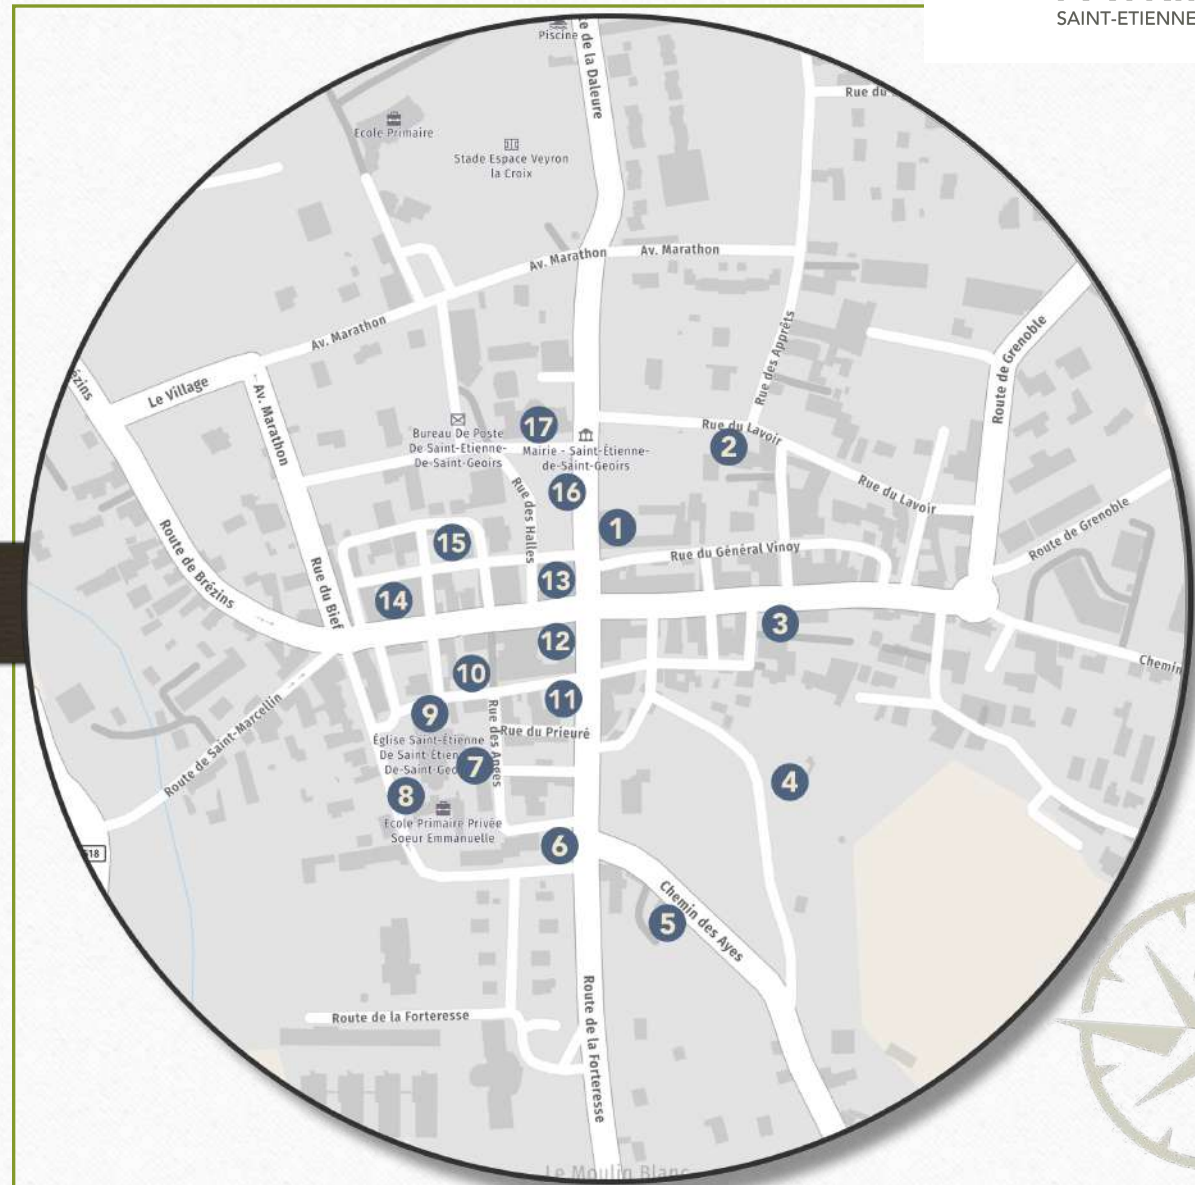 SAINT-ETIENNE
Piscine
de la Daleure
Rue du
Ecole Primaire
Stade Espace Veyron
la Croix
Av. Marathon
Av. Marathon
Av. Marathon
Rue des Apprêts
Route de Grenoble
Le Village
Av. Marathon
Bureau De Poste
De Saint-Etienne-
De-Saint-Geoirs
17
Mairie - Saint-Étienne-
de-Saint-Geoirs
Rue du Lavoir
2
16
Rue des Halles
Rue du Lavoir
Route de Grenoble
1
15
Rue du Général Vinoy
Route de Brézins
Rue du Bief
13
14
3
12
Chemin
10
11
9
Rue des Anges
Rue du Prieuré
Église Saint-Étienne
De Saint-Étien
De-Saint-Geo
7
Route de Saint-Marcellin
4
8
École Primaire Privée
Soeur Emmanuelle
6
518
5
Chemin des Ayes
Route de la Forteresse
Route de la Forteresse
Le Moulin Blanc